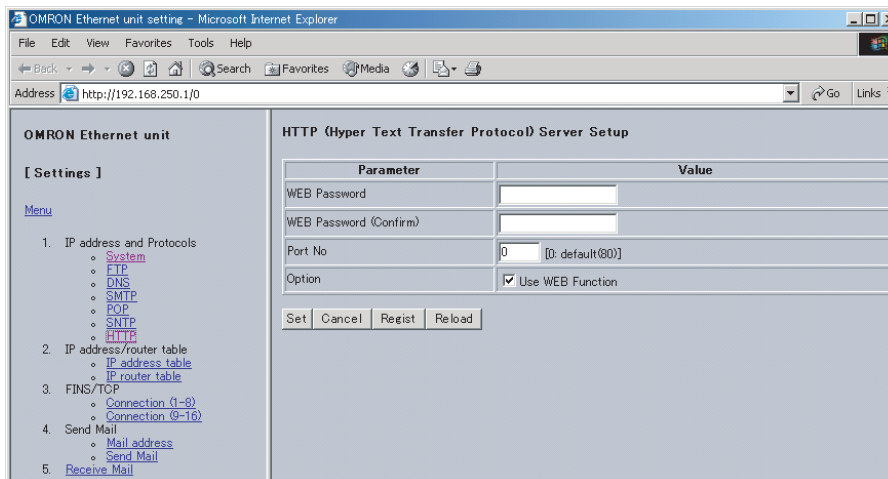 OMRON Ethernet unit setting - Microsoft Internet Explorer
File Edit View Favorites Tools Help
Back Search Favorites Media
Address http://192.168.250.1/0 Go Links
OMRON Ethernet unit
[ Settings ]
Menu
1. IP address and Protocols
System
FTP
DNS
SMTP
POP
SNTP
HTTP
2. IP address/router table
IP address table
IP router table
3. FINS/TCP
Connection (1-8)
Connection (9-16)
4. Send Mail
Mail address
Send Mail
5. Receive Mail
HTTP (Hyper Text Transfer Protocol) Server Setup
Parameter Value
WEB Password
WEB Password (Confirm)
Port No 0 [0: default(80)]
Option Use WEB Function
Set Cancel Regist Reload